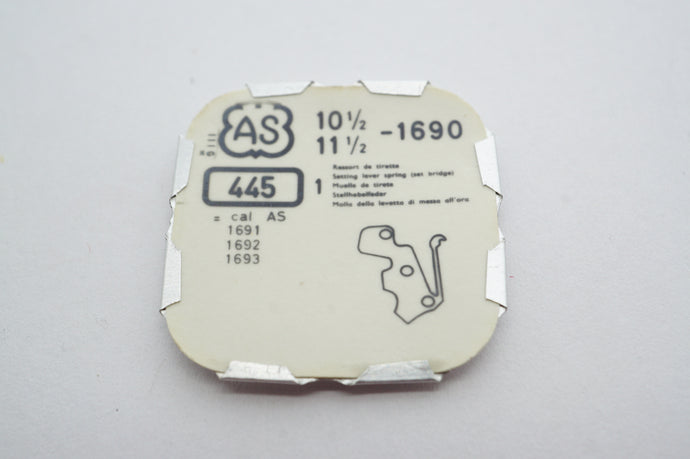 AS
10 ½
11 ½
-1690
445
1
Ressort de tirette
Setting lever spring (set bridge)
Muelle de tirete
Stellhebelfeder
Molla della levetta di messa all'ora
= cal AS
1691
1692
1693